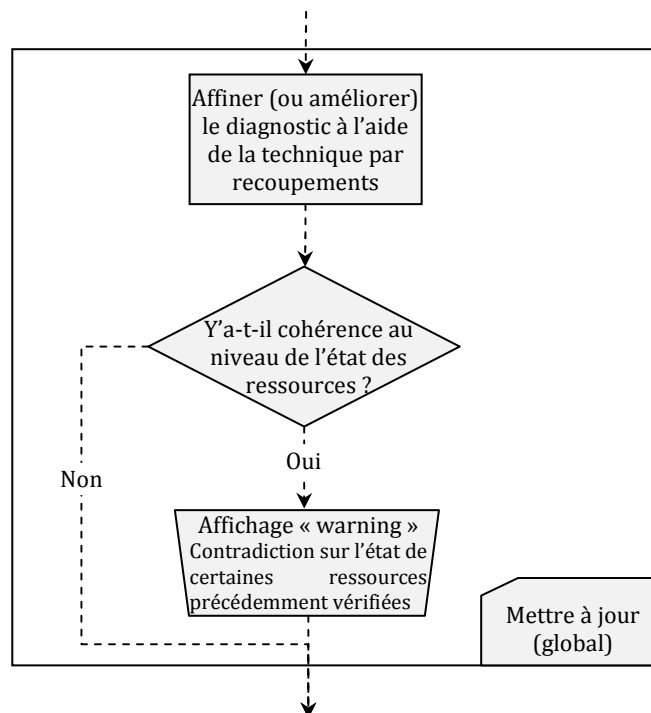 Affiner (ou améliorer)
le diagnostic à l’aide
de la technique par
recoupements
Y’a-t-il cohérence au
niveau de l’état des
ressources ?
Oui
Non
Affichage « warning »
Contradiction sur l’état de
certaines ressources
précédemment vérifiées
Mettre à jour
(global)